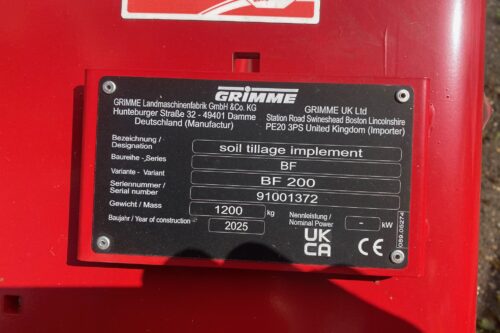 GRIMME
GRIMME Landmaschinenfabrik GmbH &Co. KG
Hunteburger Straße 32 - 49401 Damme
Deutschland (Manufactur)
GRIMME UK Ltd
Station Road Swineshead Boston Lincolnshire
PE20 3PS United Kingdom (Importer)
Bezeichnung /
Designation
soil tillage implement
Baureihe - Series
BF
Variante - Variant
BF 200
Seriennummer /
Serial number
91001372
Gewicht / Mass
1200 kg
Nennleistung /
Nominal Power
- kW
Baujahr / Year of construction
2025
UK
CA
CE
089.05274